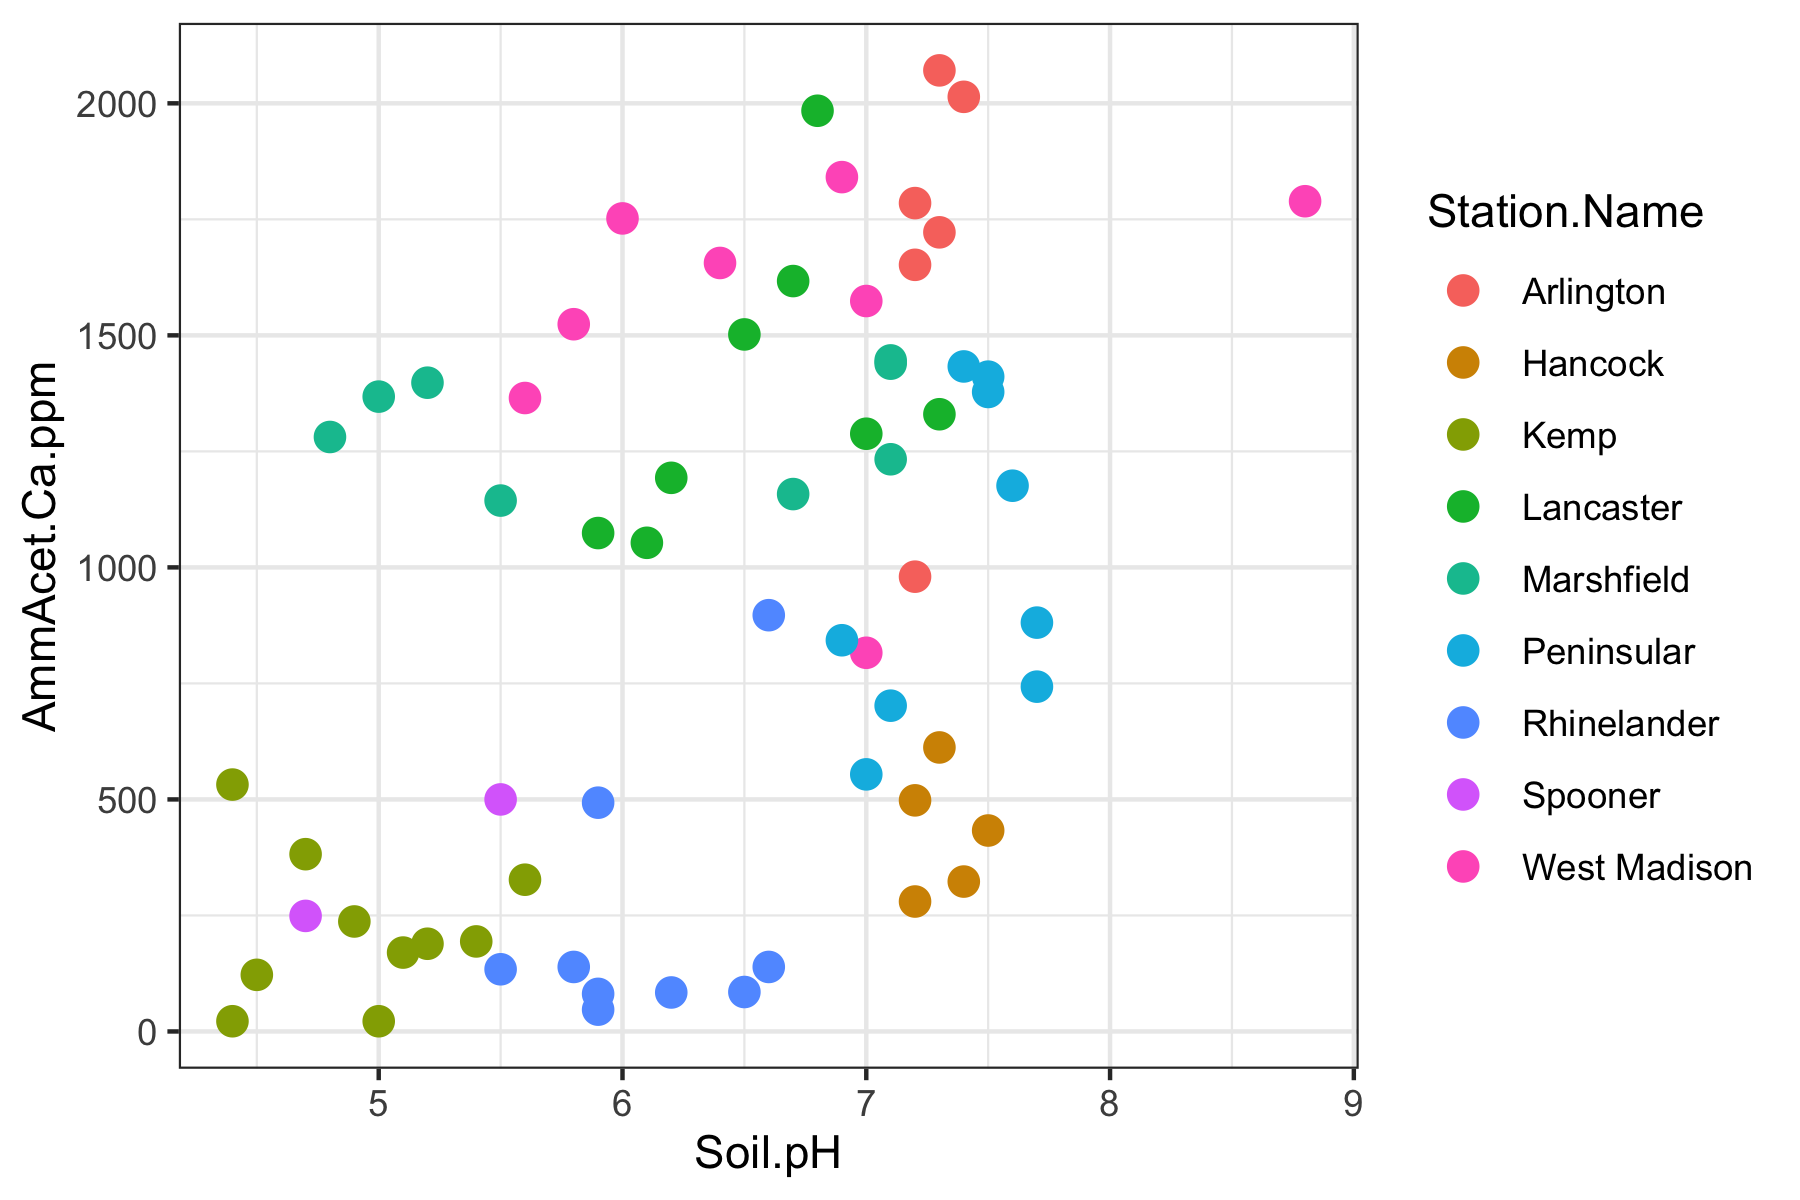 AmmAcet.Ca.ppm
2000
1500
1000
500
0
5 6 7 8 9
Soil.pH
Station.Name
Arlington
Hancock
Kemp
Lancaster
Marshfield
Peninsular
Rhinelander
Spooner
West Madison